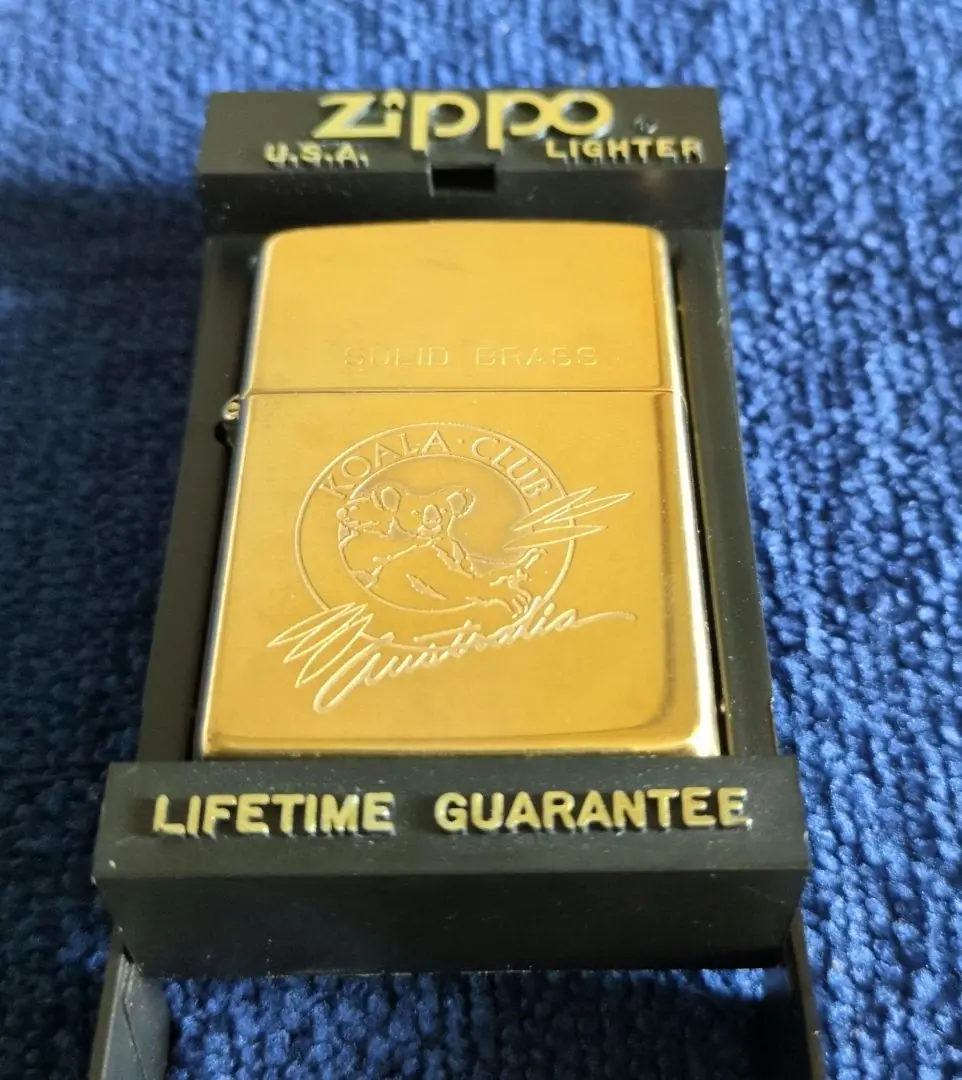 Zippo
U.S.A. LIGHTER
SOLID BRASS
KOALA · CLUB
Australia
LIFETIME GUARANTEE